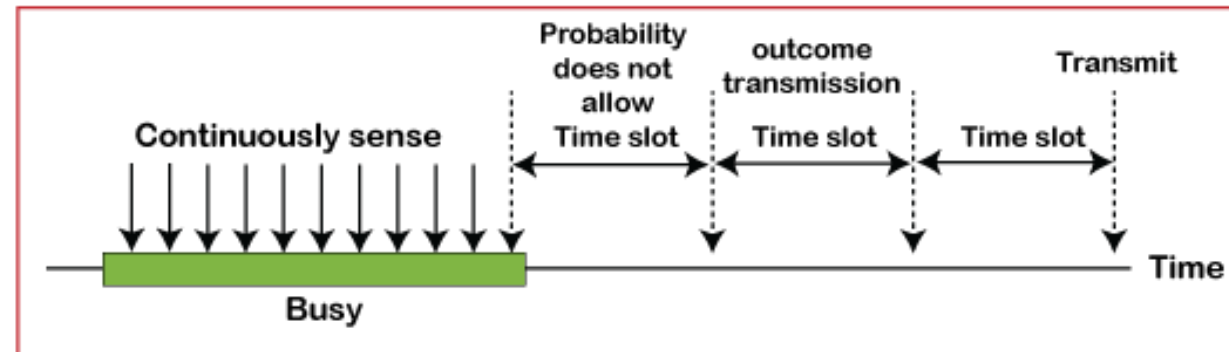 Probability
does not
allow
Time slot
outcome
transmission
Time slot
Transmit
Time slot
Continuously sense
Busy
Time